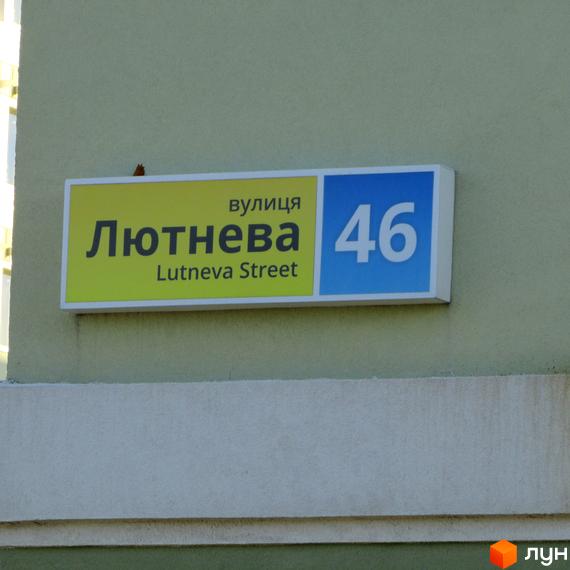 вулиця
Лютнева
Lutneva Street
46
лун